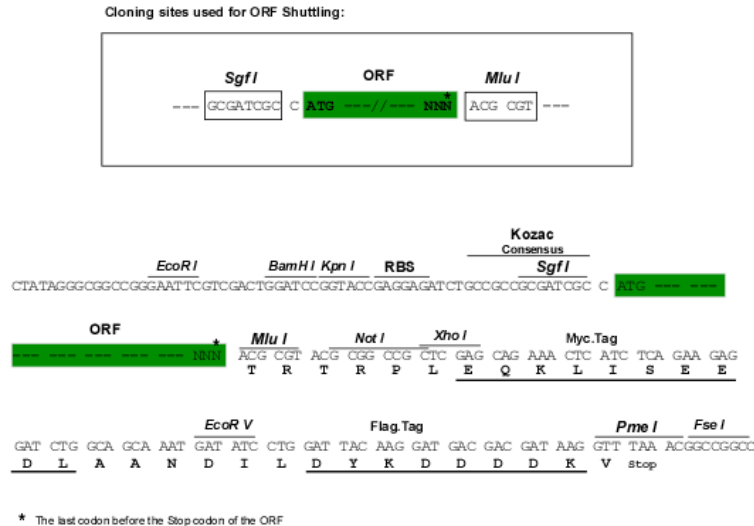 Cloning sites used for ORF Shuttling:
Sgf I ORF Mlu I
--- GCGATCGC C ATG ---//--- NNN* ACG CGT ---
Kozac
Consensus
EcoR I BamH I Kpn I RBS Sgf I
CTATAGGGCGGCCGGGAATTCGTCGACTGGATCCGGTACCGAGGAGATCTGCCGCCGCGATCGC C ATG --- ---
ORF Mlu I Not I Xho I Myc.Tag
--- --- --- --- --- NNN* ACG CGT ACG CGG CCG CTC GAG CAG AAA CTC ATC TCA GAA GAG
T R T R P L E Q K L I S E E
EcoR V Flag.Tag Pme I Fse I
GAT CTG GCA GCA AAT GAT ATC CTG GAT TAC AAG GAT GAC GAC GAT AAG GTT TAA ACGGCCGGCC
D L A A N D I L D Y K D D D D K V Stop
* The last codon before the Stop codon of the ORF